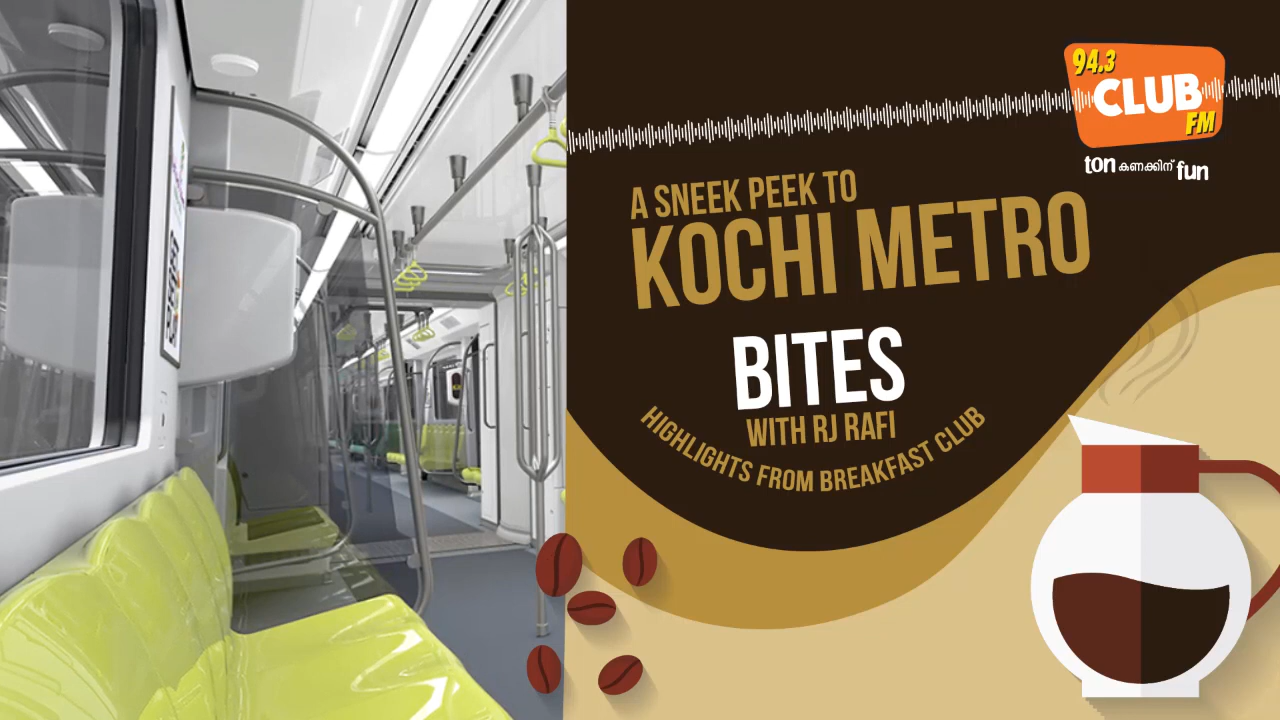 94.3
CLUB
FM
ton കണക്കിന് fun
A SNEEK PEEK TO
KOCHI METRO
BITES
WITH RJ RAFI
HIGHLIGHTS FROM BREAKFAST CLUB